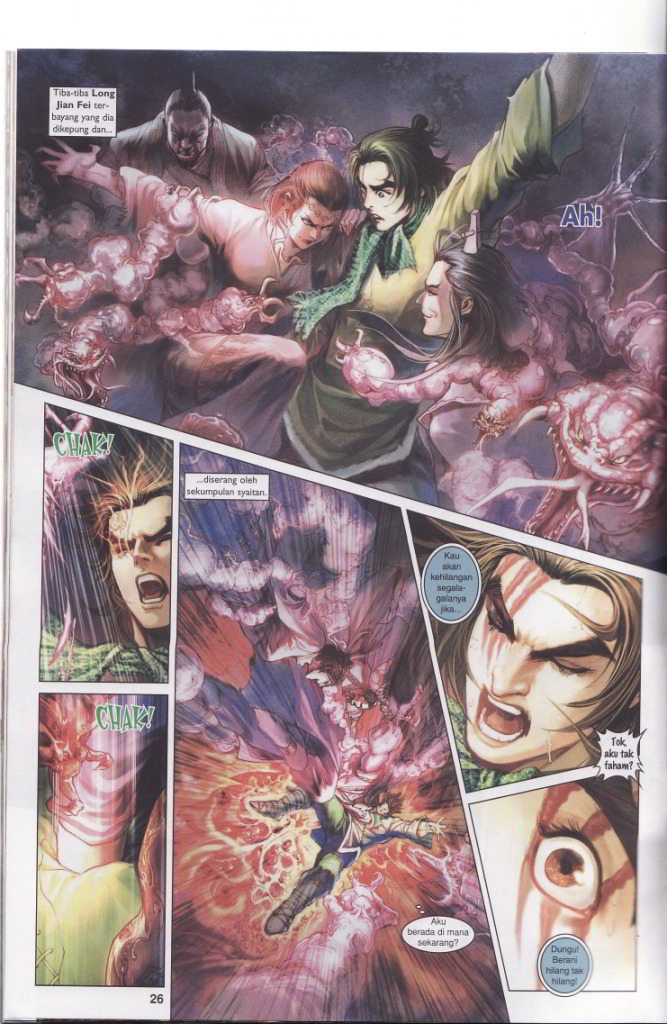 Tiba-tiba Long
Jian Fei ter-
bayang yang dia
dikepung dan...
Ah!
CHAK!
...diserang oleh
sekumpulan syaitan.
Kau
akan
kehilangan
segala-
galanya
jika...
CHAK!
Tok,
aku tak
faham?
Aku
berada di mana
sekarang?
Dungu!
Berani
hilang tak
hilang!
26